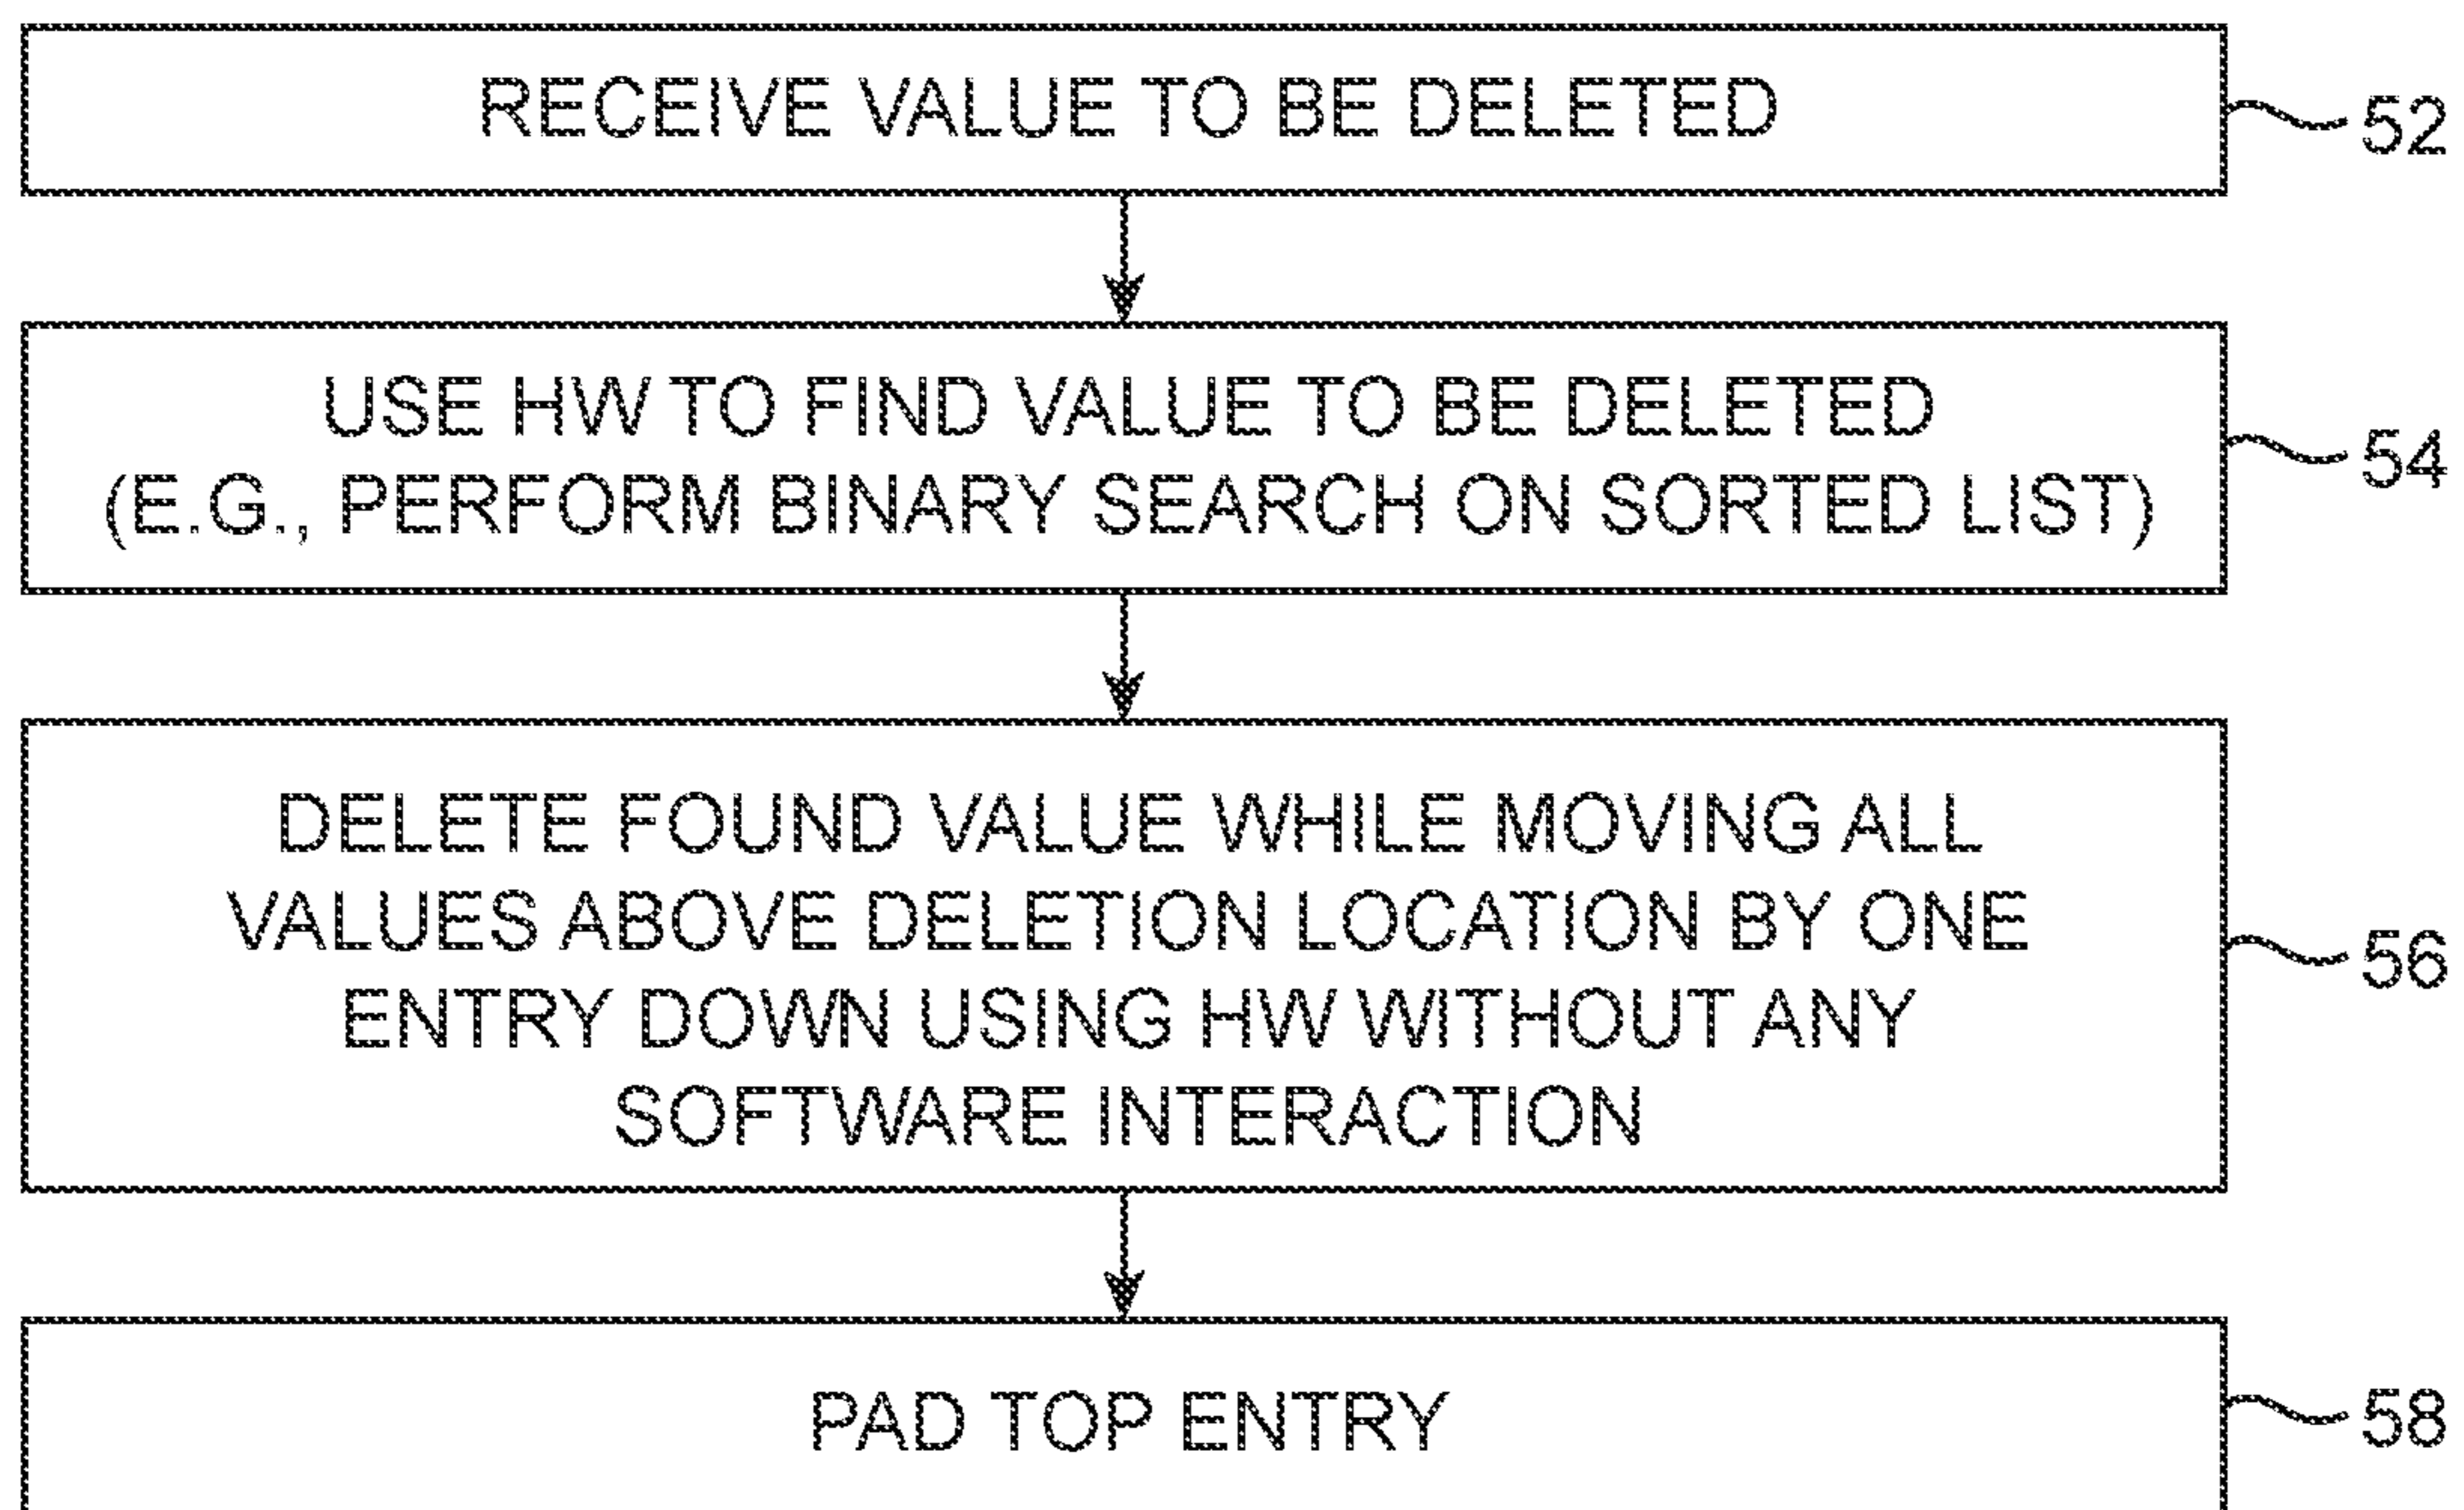 RECEIVE VALUE TO BE DELETED
52
USE HW TO FIND VALUE TO BE DELETED
(E.G., PERFORM BINARY SEARCH ON SORTED LIST)
54
DELETE FOUND VALUE WHILE MOVING ALL
VALUES ABOVE DELETION LOCATION BY ONE
ENTRY DOWN USING HW WITHOUT ANY
SOFTWARE INTERACTION
56
PAD TOP ENTRY
58